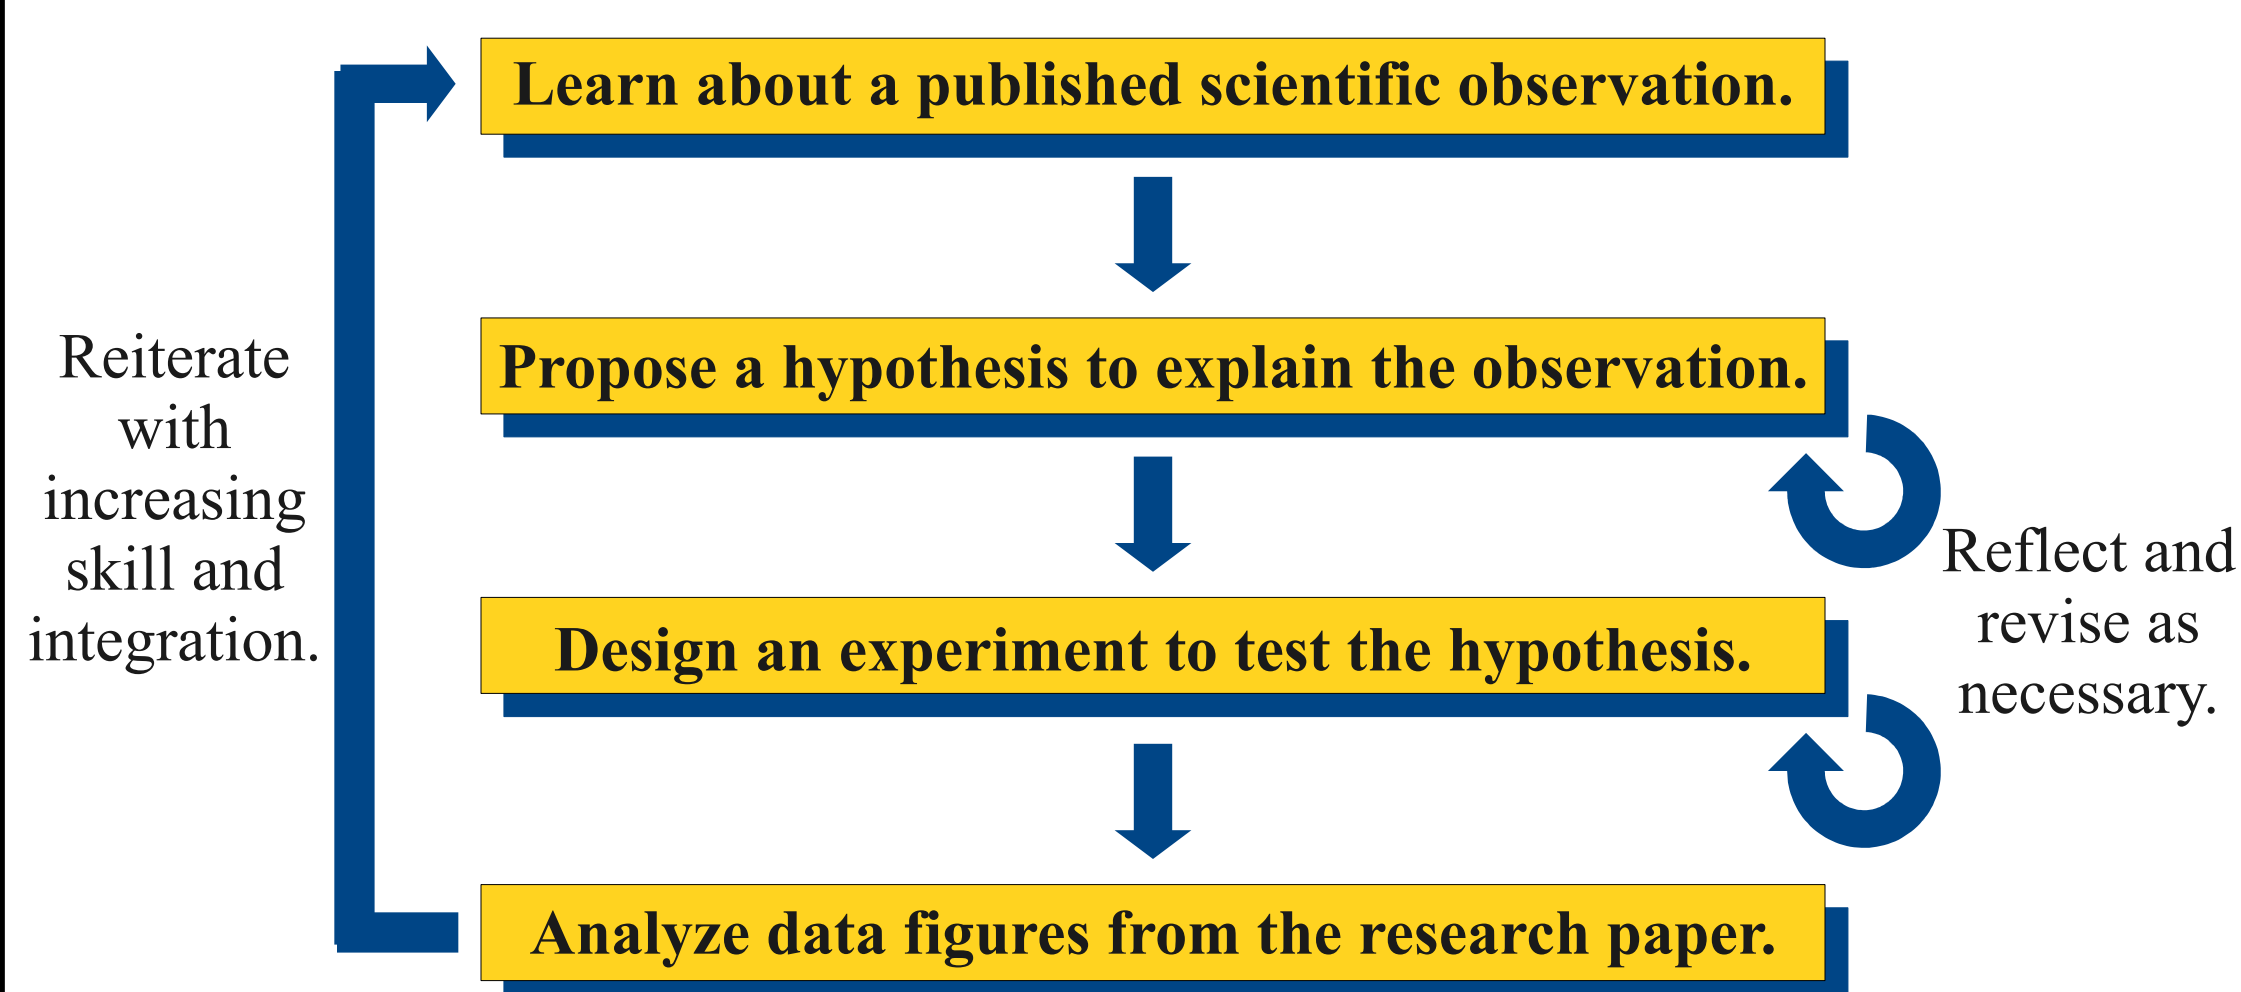 Learn about a published scientific observation.
Propose a hypothesis to explain the observation.
Design an experiment to test the hypothesis.
Analyze data figures from the research paper.
Reiterate
with
increasing
skill and
integration.
Reflect and
revise as
necessary.